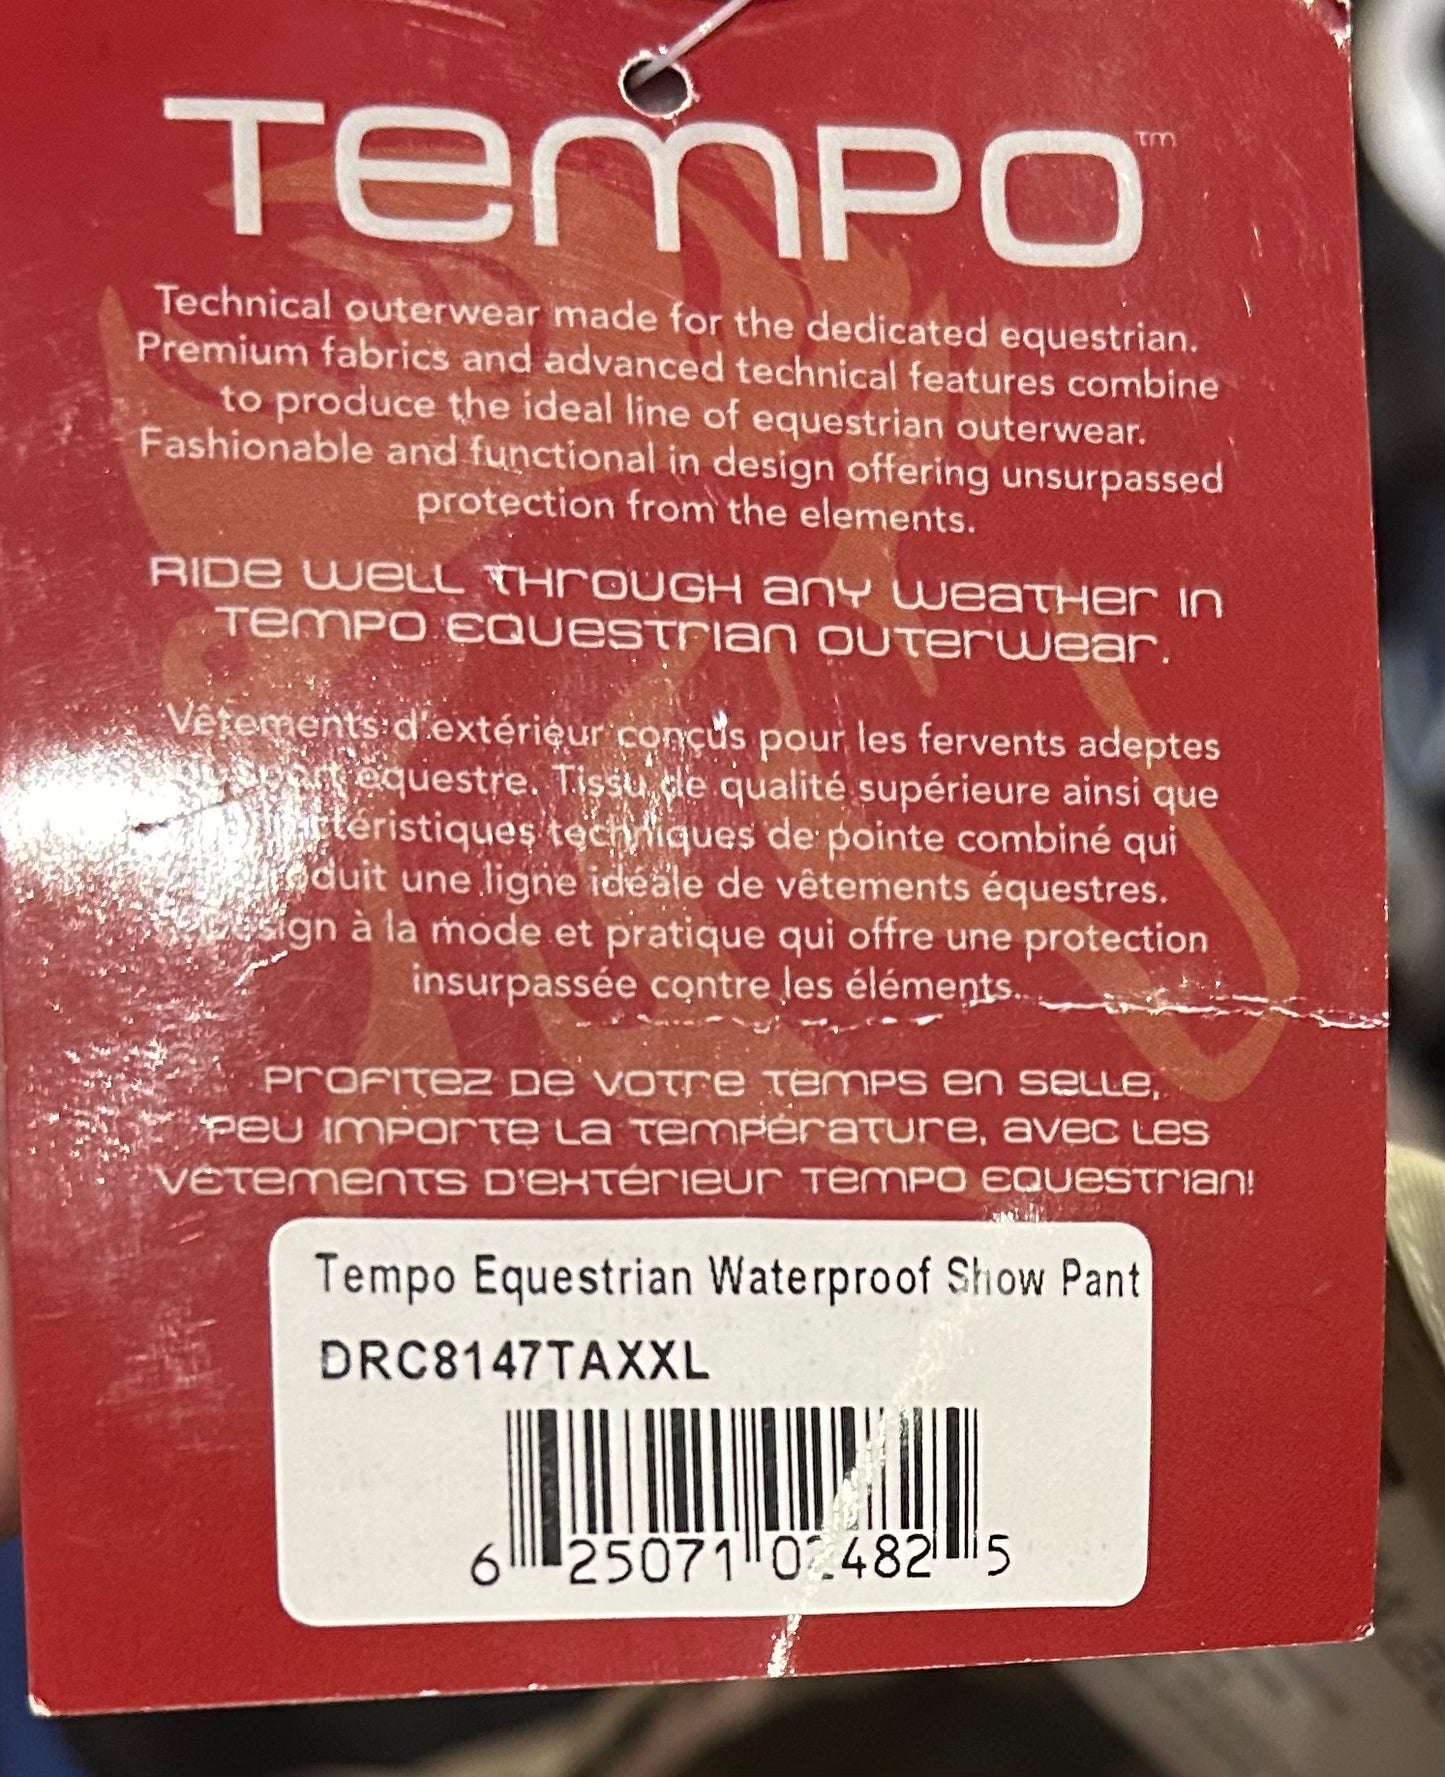 TEMPO™
Technical outerwear made for the dedicated equestrian.
Premium fabrics and advanced technical features combine
to produce the ideal line of equestrian outerwear.
Fashionable and functional in design offering unsurpassed
protection from the elements.
RIDE WELL THROUGH ANY WEATHER IN
TEMPO EQUESTRIAN OUTERWEAR.
Vêtements d'extérieur conçus pour les fervents adeptes
équestre. Tissu de qualité supérieure ainsi que
techniques de pointe combiné qui
une ligne idéale de vêtements équestres.
à la mode et pratique qui offre une protection
insurpassée contre les éléments.
PROFITEZ DE VOTRE TEMPS EN SELLE,
PEU IMPORTE LA TEMPÉRATURE, AVEC LES
VÊTEMENTS D'EXTÉRIEUR TEMPO EQUESTRIAN!
Tempo Equestrian Waterproof Show Pant
DRC8147TAXXL
6 25071 02482 5